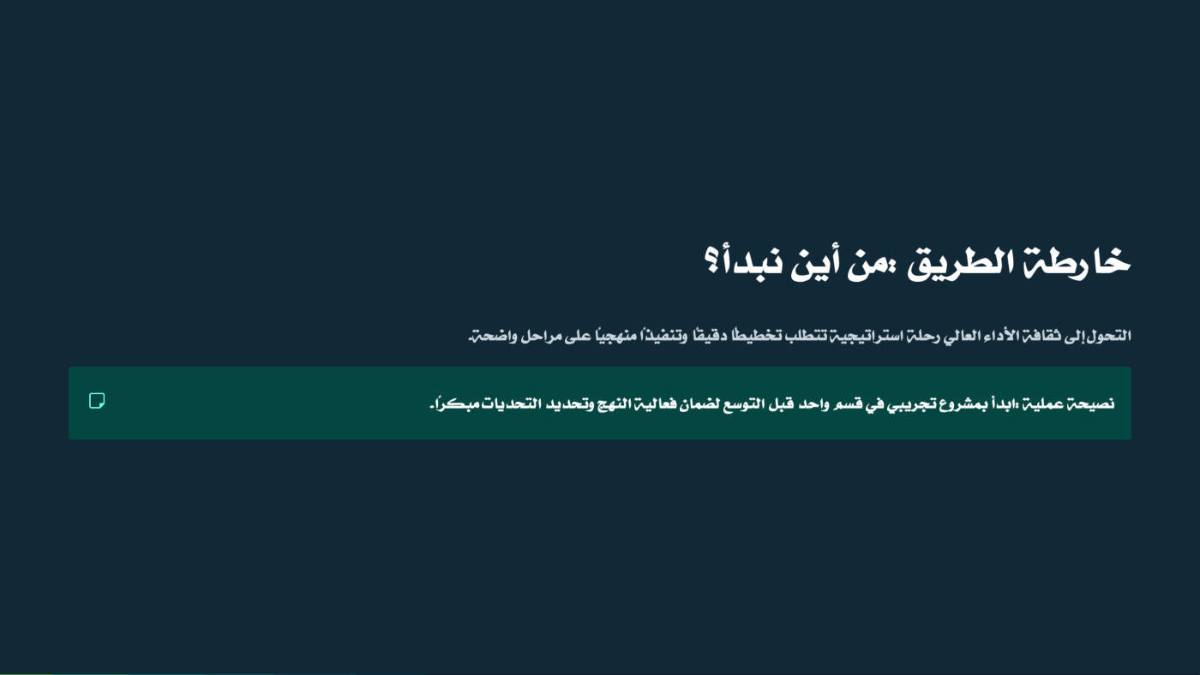 خارطة الطريق :من أين نبدأ؟
التحول إلى ثقافة الأداء العالي رحلة استراتيجية تتطلب تخطيطًا دقيقًا وتنفيذًا منهجيًا على مراحل واضحة.
نصيحة عملية :ابدأ بمشروع تجريبي في قسم واحد قبل التوسع لضمان فعالية النهج وتحديد التحديات مبكرًا.